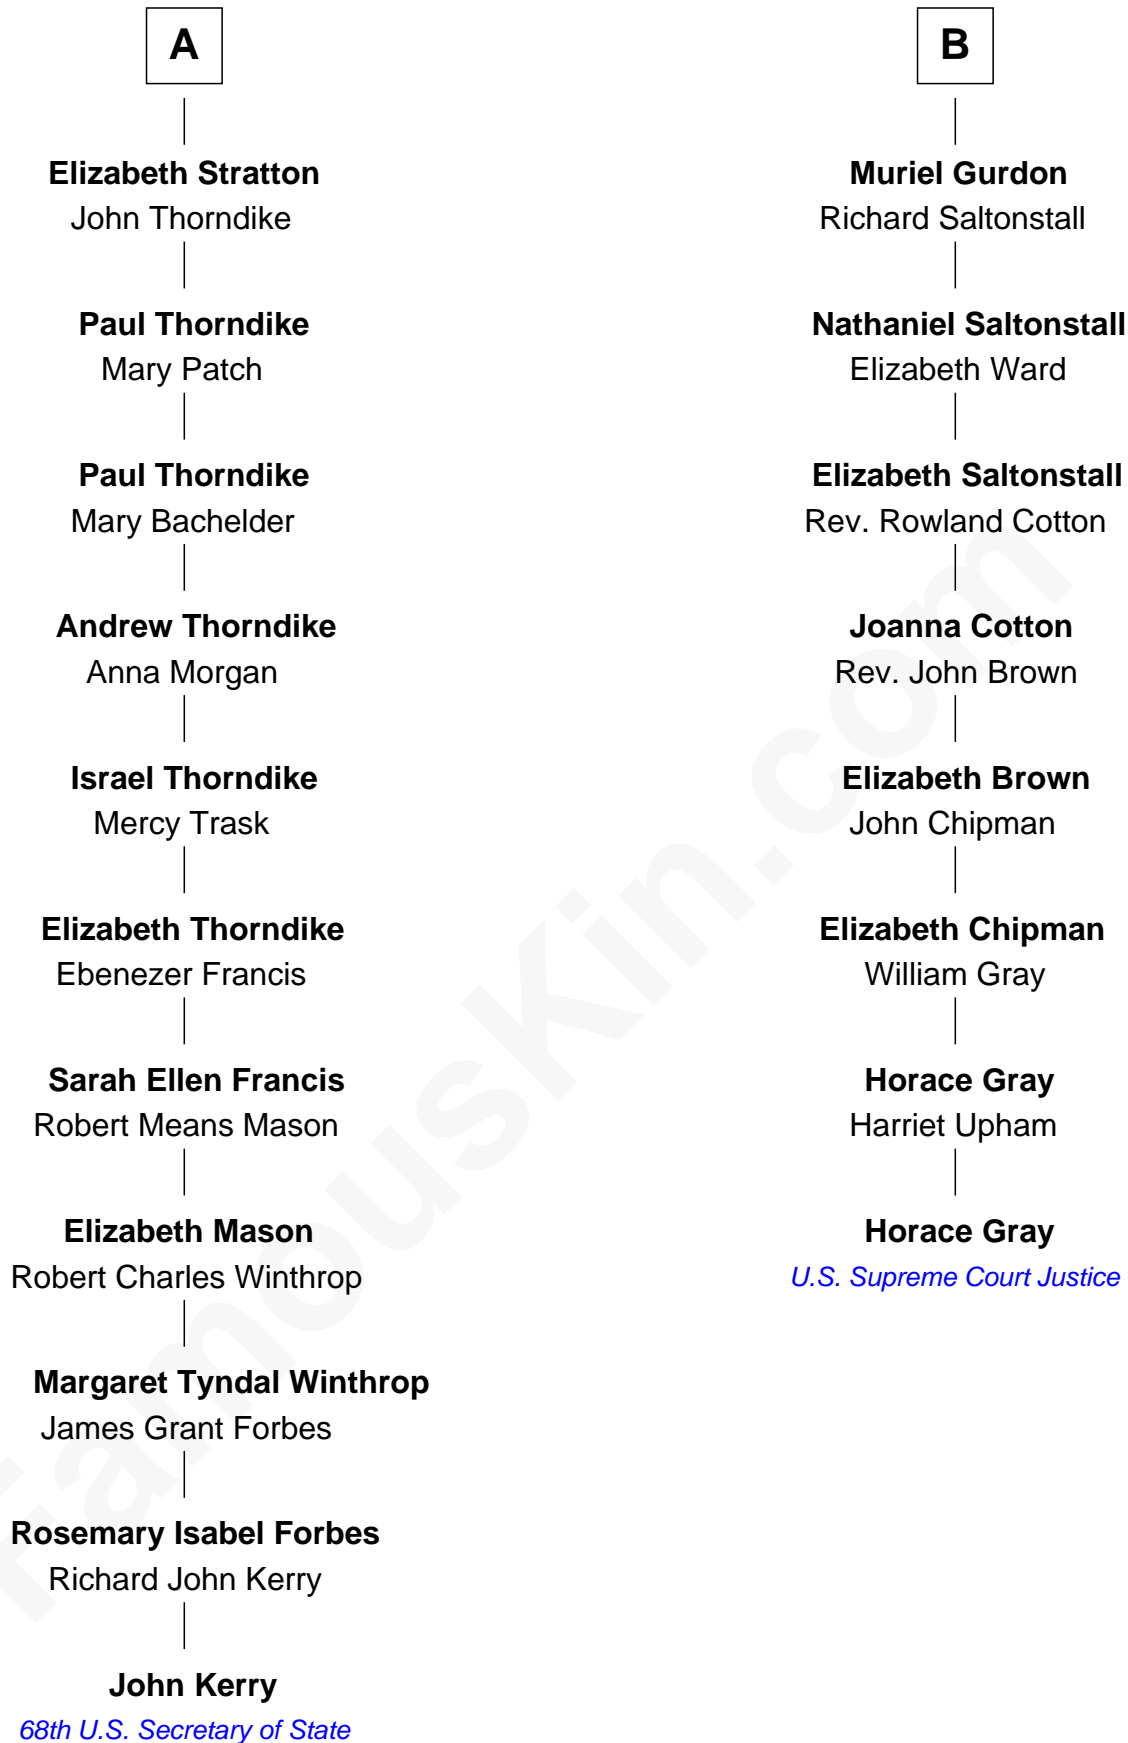 A
Elizabeth Stratton
John Thorndike
Paul Thorndike
Mary Patch
Paul Thorndike
Mary Bachelder
Andrew Thorndike
Anna Morgan
Israel Thorndike
Mercy Trask
Elizabeth Thorndike
Ebenezer Francis
Sarah Ellen Francis
Robert Means Mason
Elizabeth Mason
Robert Charles Winthrop
Margaret Tyndal Winthrop
James Grant Forbes
Rosemary Isabel Forbes
Richard John Kerry
John Kerry
68th U.S. Secretary of State
B
Muriel Gurdon
Richard Saltonstall
Nathaniel Saltonstall
Elizabeth Ward
Elizabeth Saltonstall
Rev. Rowland Cotton
Joanna Cotton
Rev. John Brown
Elizabeth Brown
John Chipman
Elizabeth Chipman
William Gray
Horace Gray
Harriet Upham
Horace Gray
U.S. Supreme Court Justice
FamousKin.com